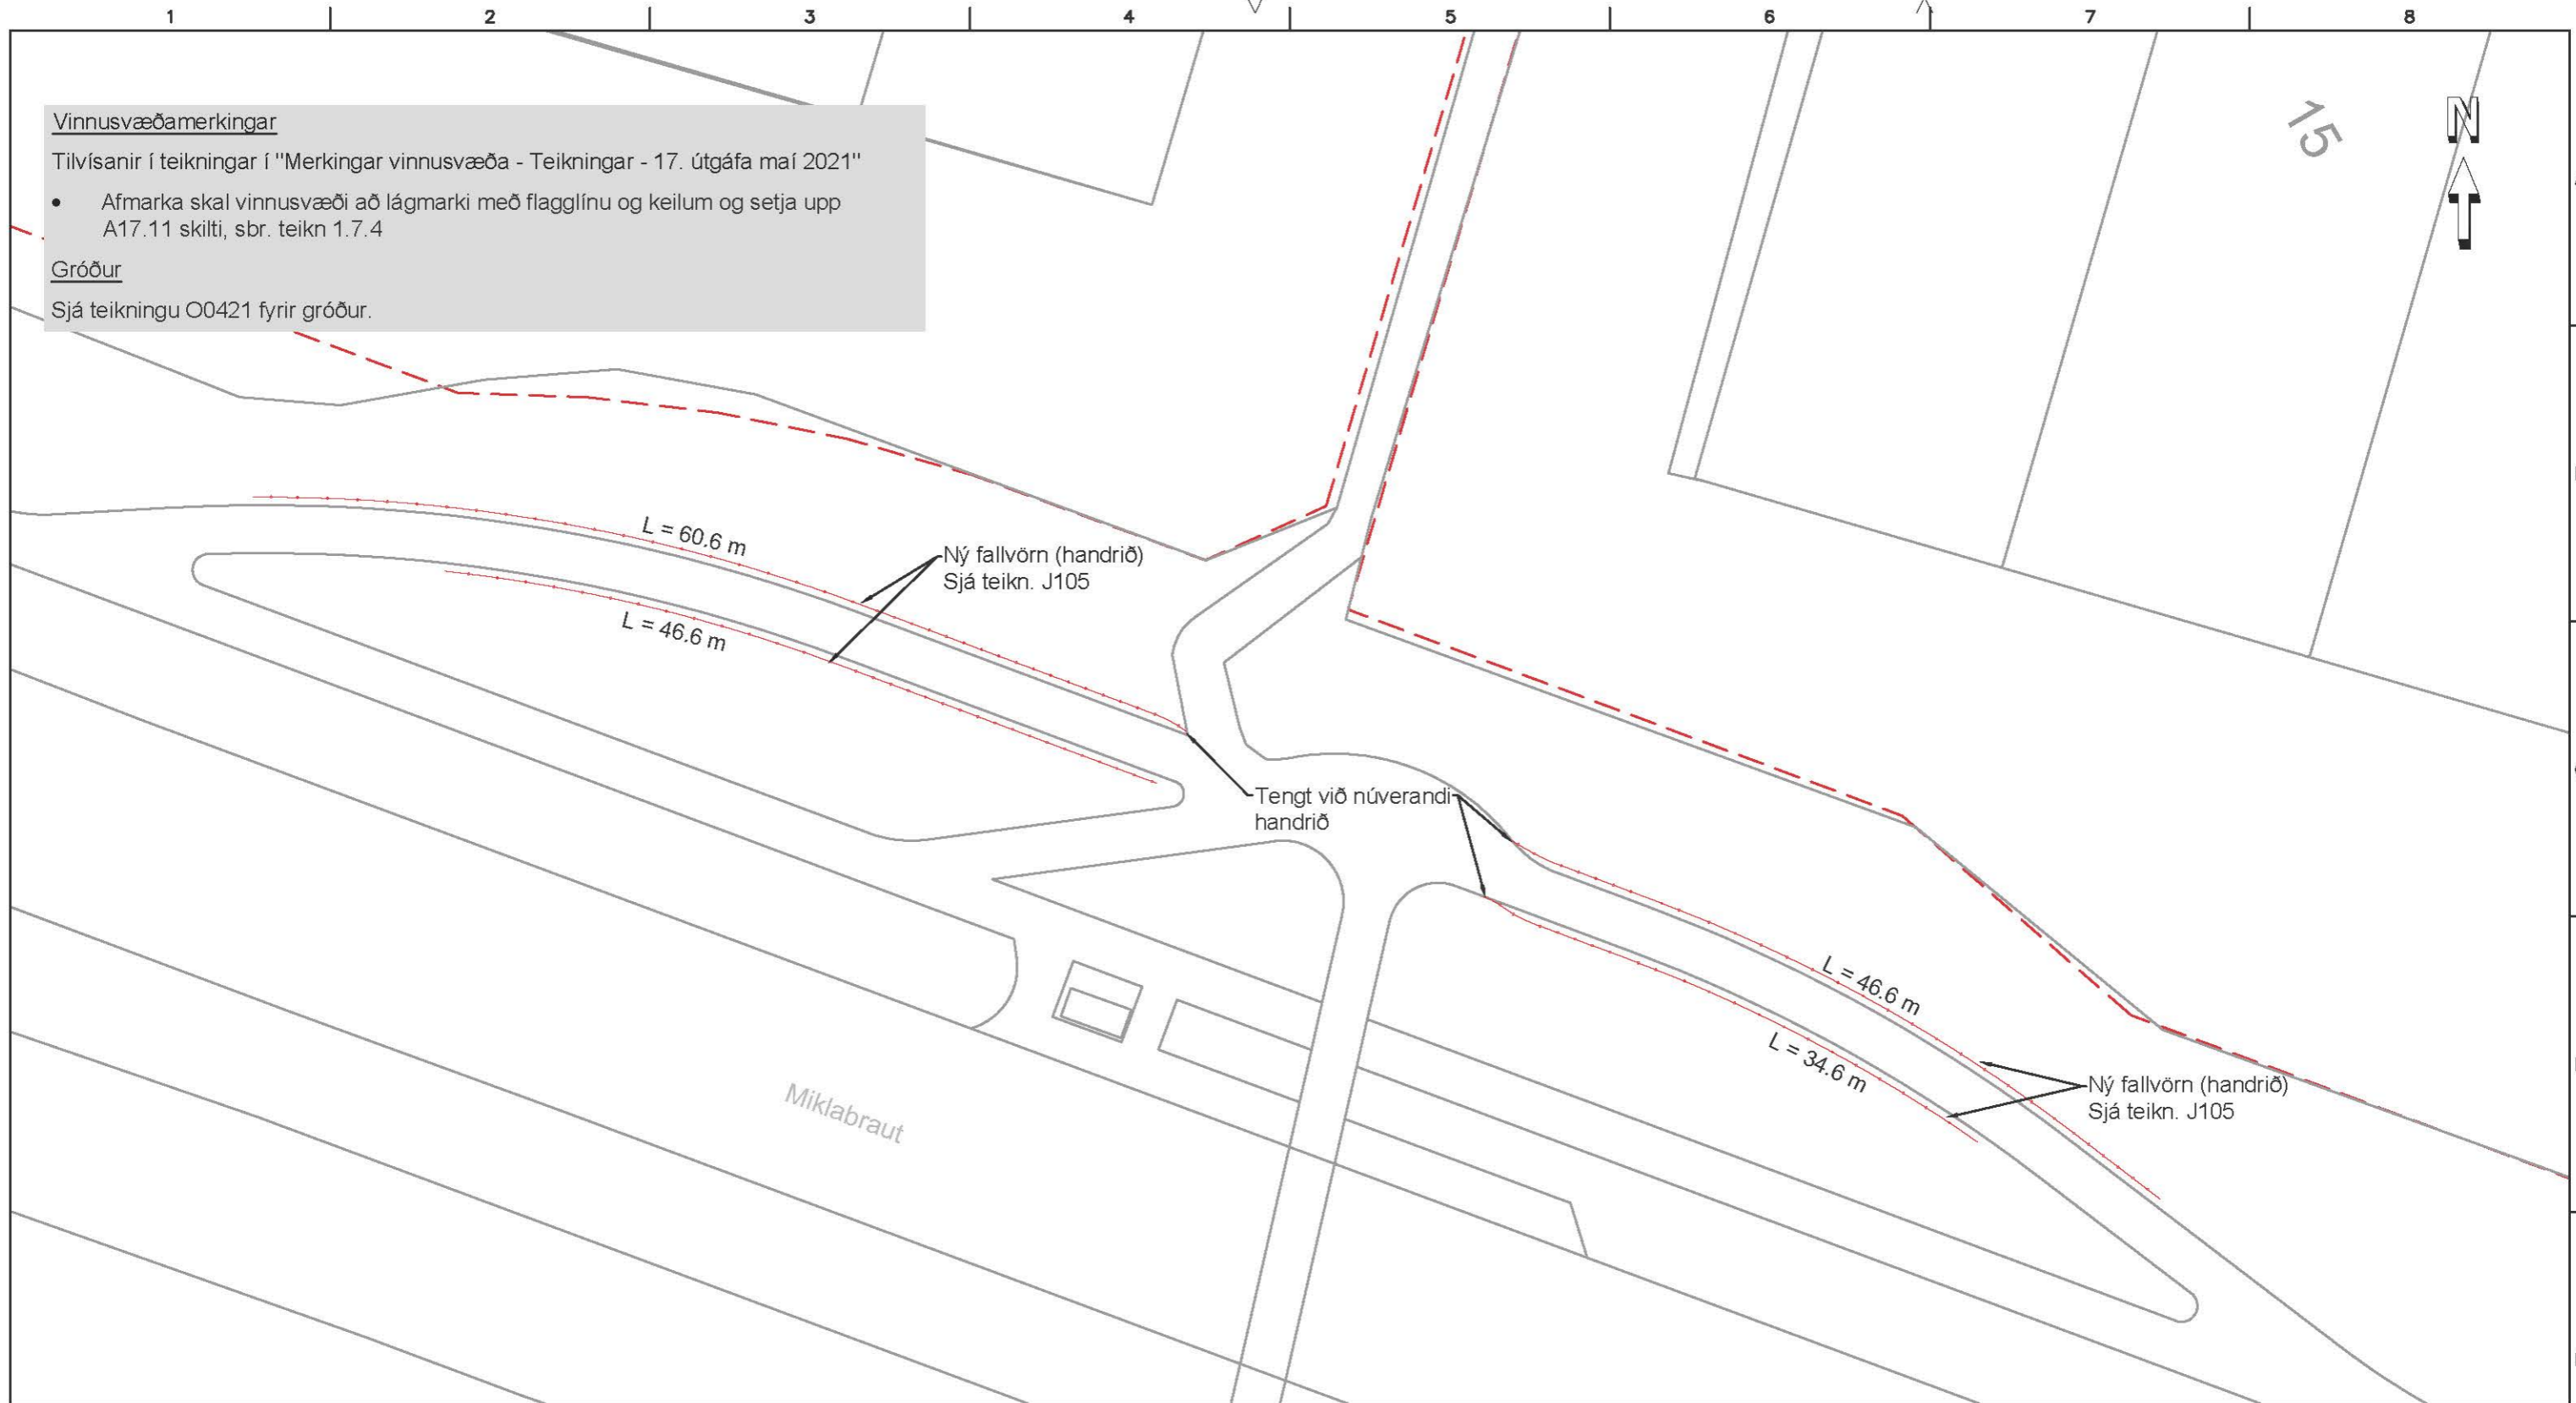 1 2 3 4 5 6 7 8
Vinnusvæðamerkingar
Tilvísanir í teikningar í "Merkingar vinnusvæða - Teikningar - 17. útgáfa maí 2021"
• Afmarka skal vinnusvæði að lágmarki með flagglínu og keilum og setja upp
A17.11 skilti, sbr. teikn 1.7.4
Gróður
Sjá teikningu O0421 fyrir gróður.
15
N
L = 60.6 m
Ný fallvörn (handrið)
Sjá teikn. J105
L = 46.6 m
Tengt við núverandi
handrið
L = 46.6 m
L = 34.6 m
Ný fallvörn (handrið)
Sjá teikn. J105
Miklabraut